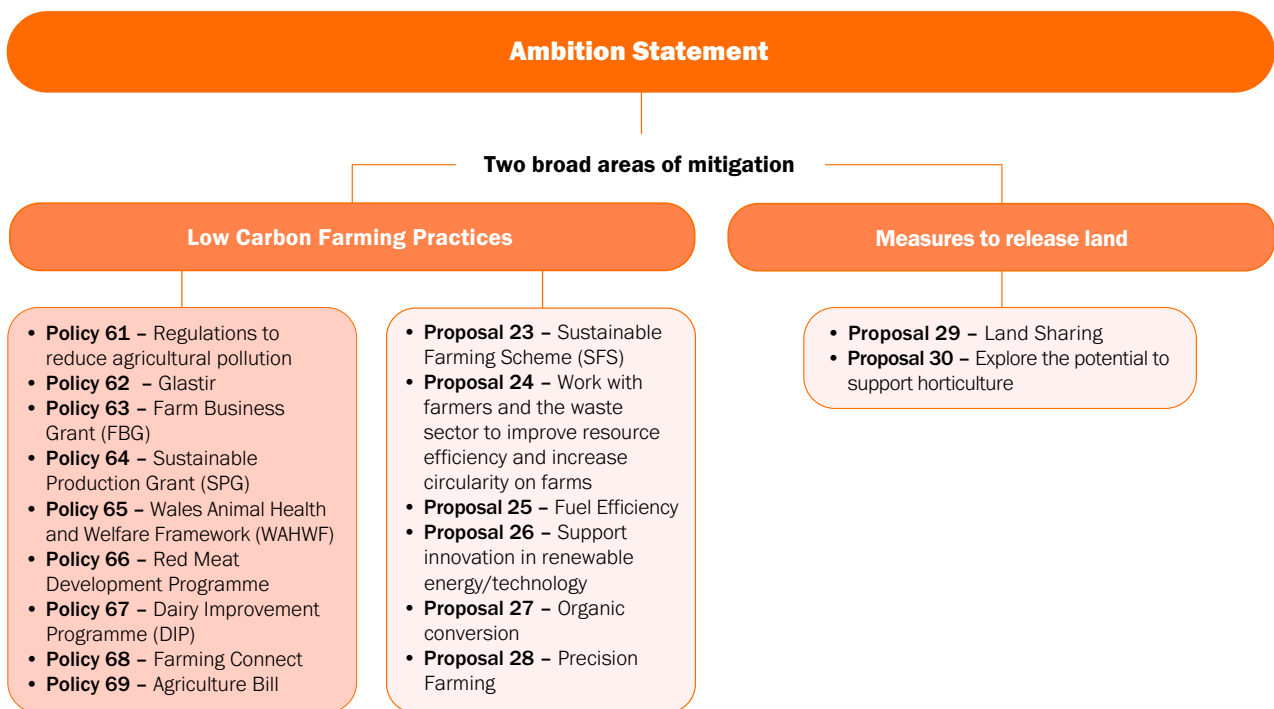 Ambition Statement
Two broad areas of mitigation
Low Carbon Farming Practices
Measures to release land
• Policy 61 – Regulations to
reduce agricultural pollution
• Policy 62 – Glastir
• Policy 63 – Farm Business
Grant (FBG)
• Policy 64 – Sustainable
Production Grant (SPG)
• Policy 65 – Wales Animal Health
and Welfare Framework (WAHWF)
• Policy 66 – Red Meat
Development Programme
• Policy 67 – Dairy Improvement
Programme (DIP)
• Policy 68 – Farming Connect
• Policy 69 – Agriculture Bill
• Proposal 23 – Sustainable
Farming Scheme (SFS)
• Proposal 24 – Work with
farmers and the waste
sector to improve resource
efficiency and increase
circularity on farms
• Proposal 25 – Fuel Efficiency
• Proposal 26 – Support
innovation in renewable
energy/technology
• Proposal 27 – Organic
conversion
• Proposal 28 – Precision
Farming
• Proposal 29 – Land Sharing
• Proposal 30 – Explore the potential to
support horticulture